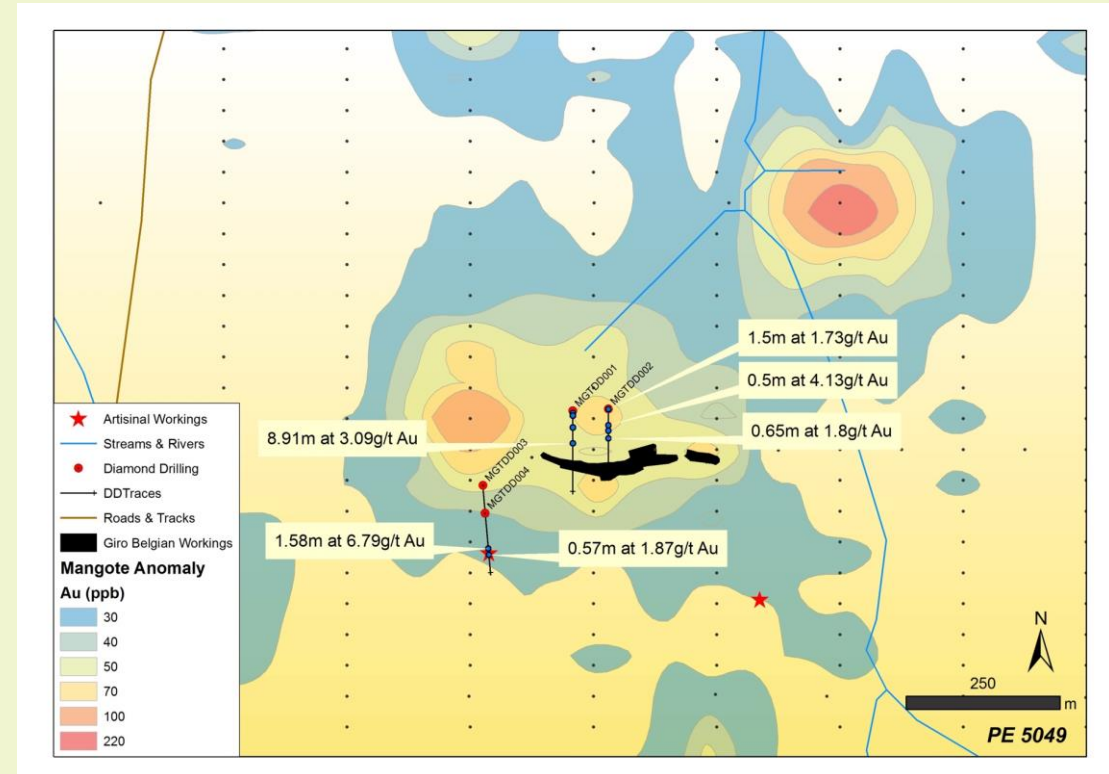 1.5m at 1.73g/t Au
MGTDD001
MGTDD002
0.5m at 4.13g/t Au
8.91m at 3.09g/t Au
0.65m at 1.8g/t Au
MGTDD003
MGTDD004
1.58m at 6.79g/t Au
0.57m at 1.87g/t Au
Artisinal Workings
Streams & Rivers
Diamond Drilling
DDTraces
Roads & Tracks
Giro Belgian Workings
Mangote Anomaly
Au (ppb)
30
40
50
70
100
220
N
250
m
PE 5049